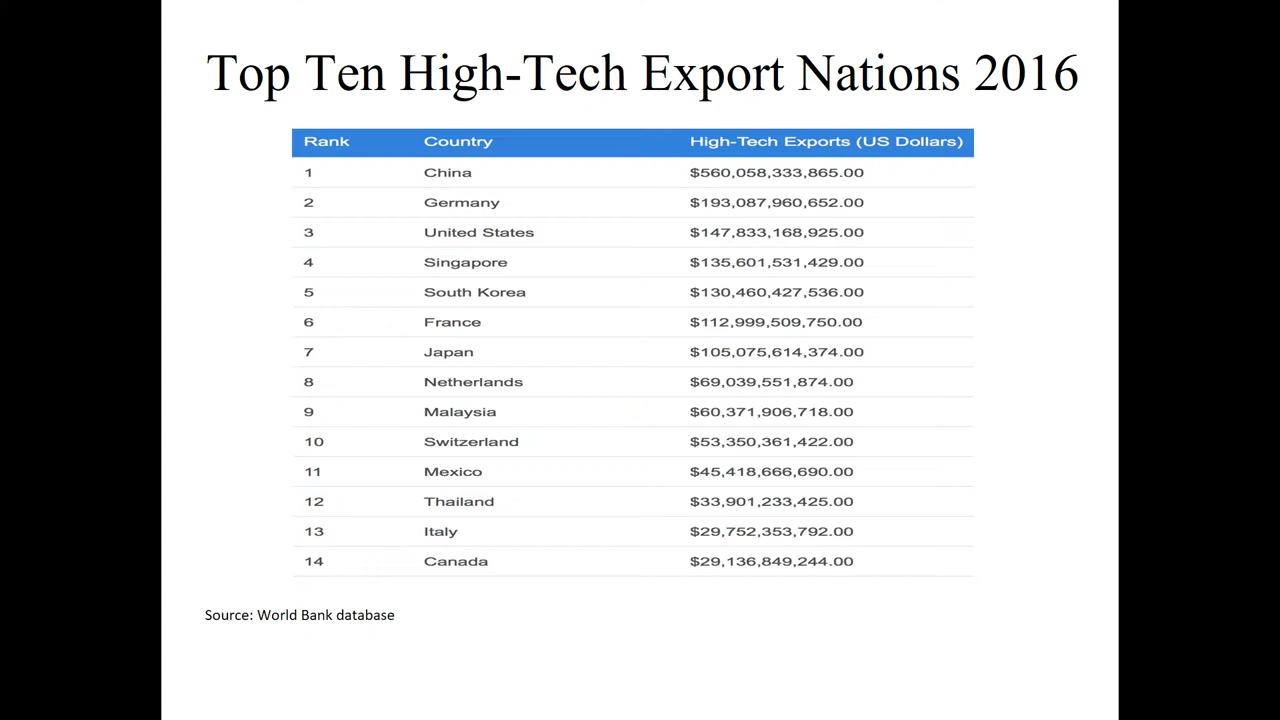 Top Ten High-Tech Export Nations 2016
Rank Country High-Tech Exports (US Dollars)
1 China $560,058,333,865.00
2 Germany $193,087,960,652.00
3 United States $147,833,168,925.00
4 Singapore $135,601,531,429.00
5 South Korea $130,460,427,536.00
6 France $112,999,509,750.00
7 Japan $105,075,614,374.00
8 Netherlands $69,039,551,874.00
9 Malaysia $60,371,906,718.00
10 Switzerland $53,350,361,422.00
11 Mexico $45,418,666,690.00
12 Thailand $33,901,233,425.00
13 Italy $29,752,353,792.00
14 Canada $29,136,849,244.00
Source: World Bank database